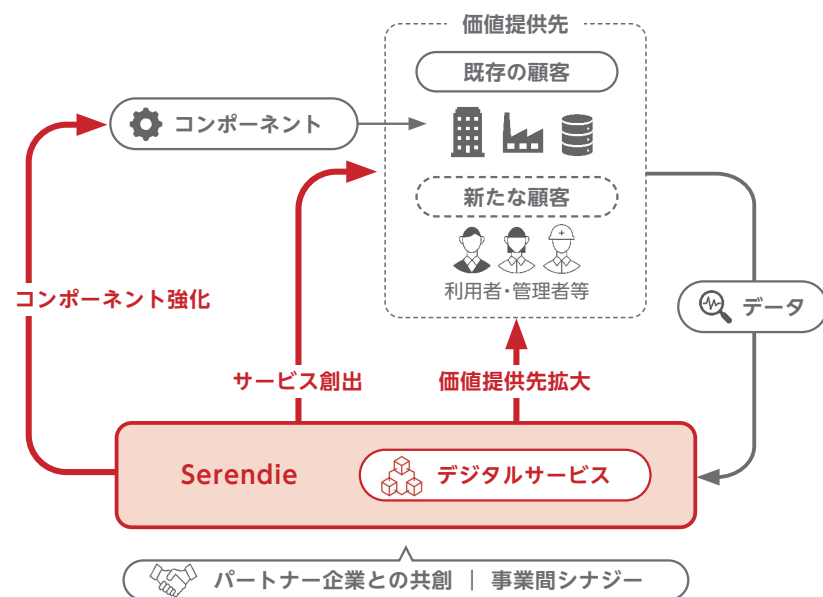 価値提供先
既存の顧客
コンポーネント
新たな顧客
利用者・管理者等
コンポーネント強化
データ
サービス創出
価値提供先拡大
Serendie
デジタルサービス
パートナー企業との共創 | 事業間シナジー